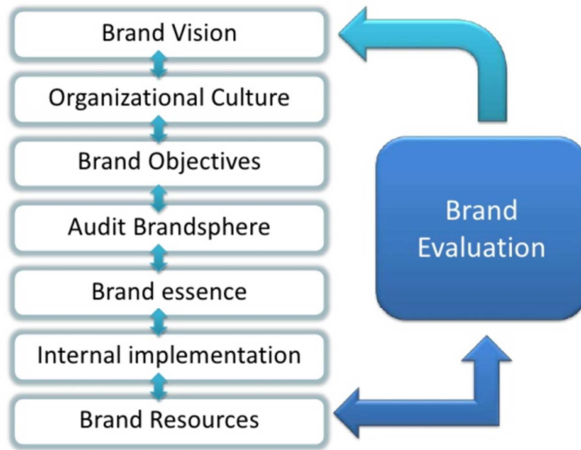 Brand Vision
Organizational Culture
Brand Objectives
Audit Brandsphere
Brand essence
Internal implementation
Brand Resources
Brand
Evaluation